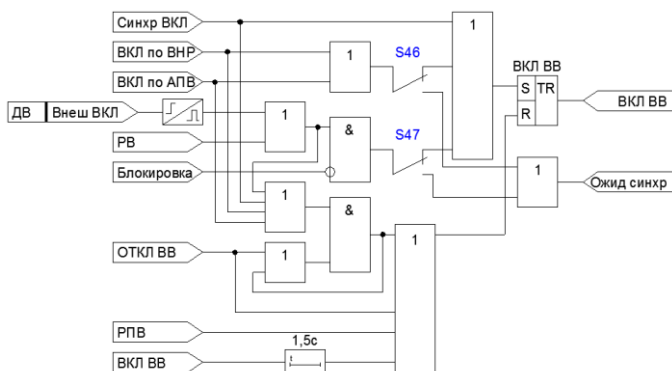 Синхр ВКЛ
1
ВКЛ по ВНР
1
S46
ВКЛ ВВ
ВКЛ по АПВ
S
TR
ВКЛ ВВ
ДВ
Внеш ВКЛ
1
R
РВ
&
S47
Блокировка
1
Ожид синхр
1
&
ОТКЛ ВВ
1
1
РПВ
1,5с
ВКЛ ВВ
t